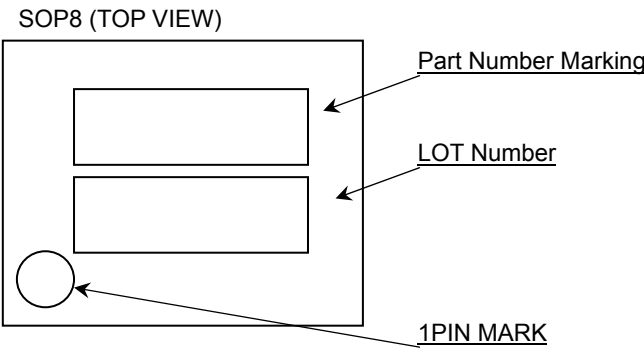 SOP8 (TOP VIEW)
Part Number Marking
LOT Number
1PIN MARK